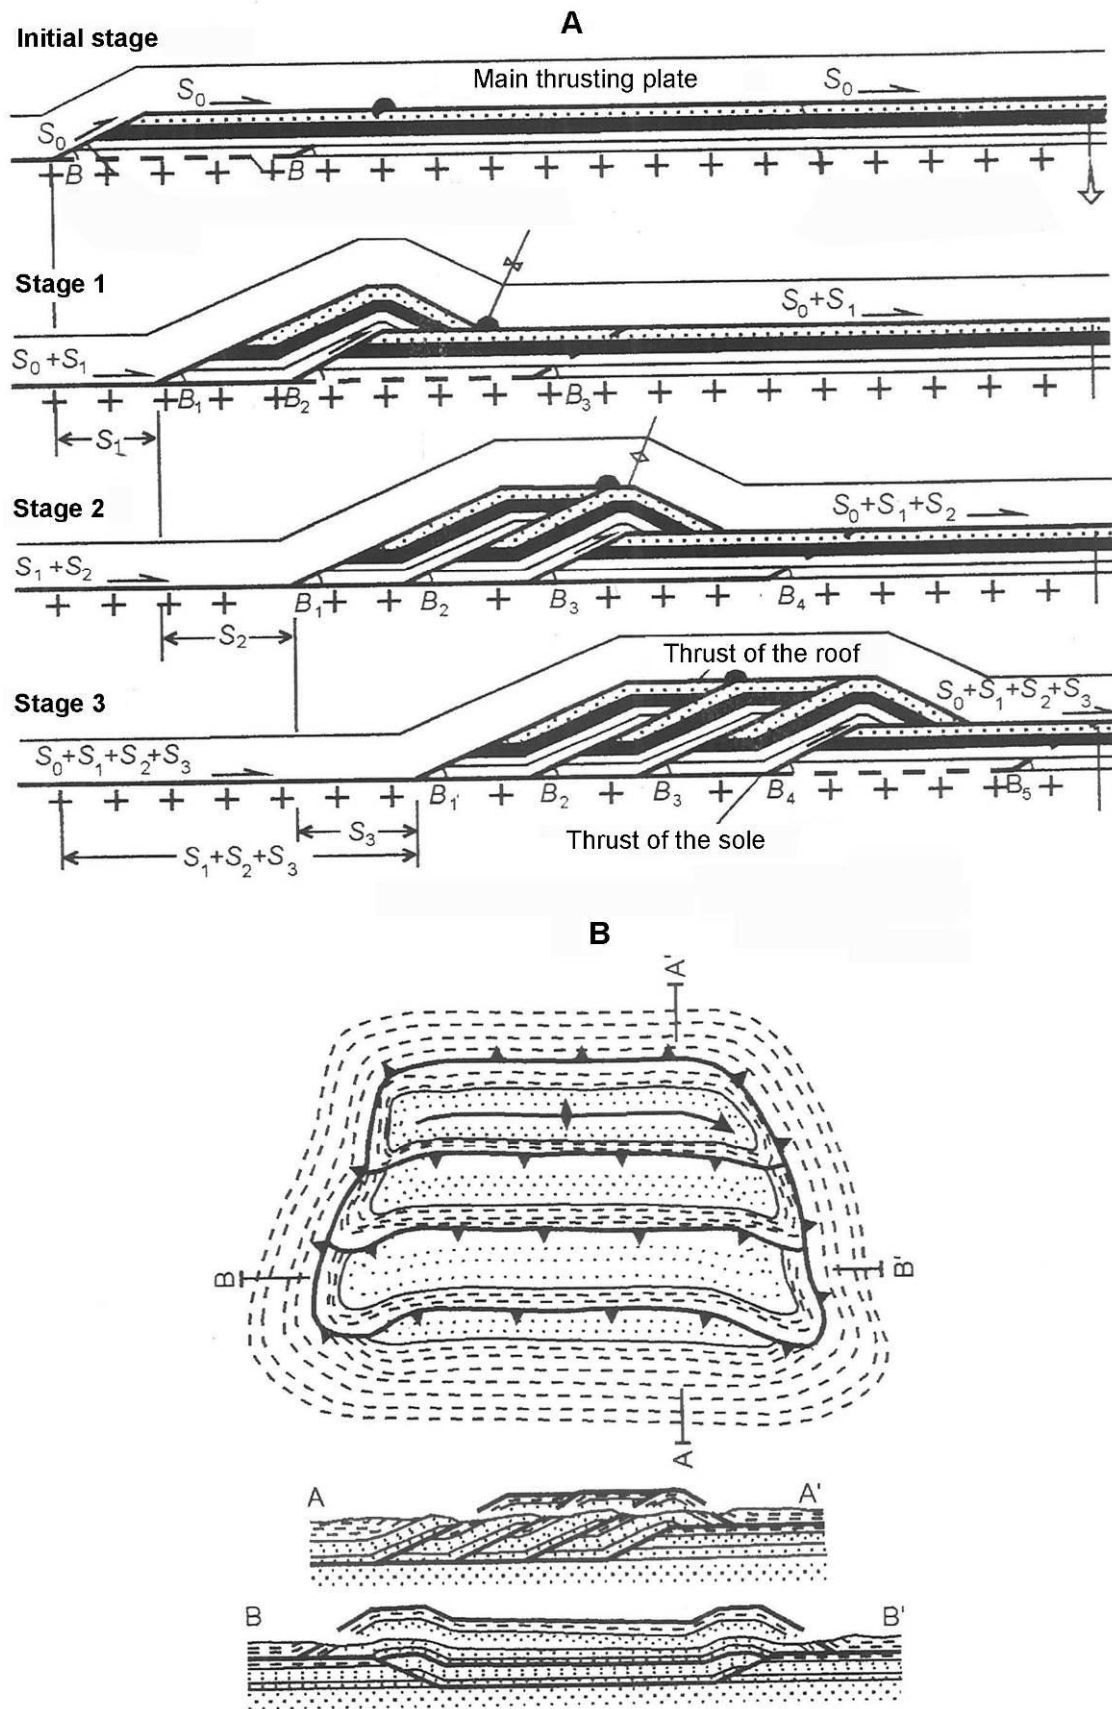 A
Initial stage
Main thrusting plate
S₀
S₀
S₀
B
B
Stage 1
S₀+S₁
S₀+S₁
B₁
B₂
B₃
S₁
Stage 2
S₀+S₁+S₂
S₁+S₂
B₁
B₂
B₃
B₄
S₂
Thrust of the roof
Stage 3
S₀+S₁+S₂+S₃
S₀+S₁+S₂+S₃
B₁
B₂
B₃
B₄
B₅
S₃
Thrust of the sole
S₁+S₂+S₃
B
A'
B
B'
A
A
A'
B
B'